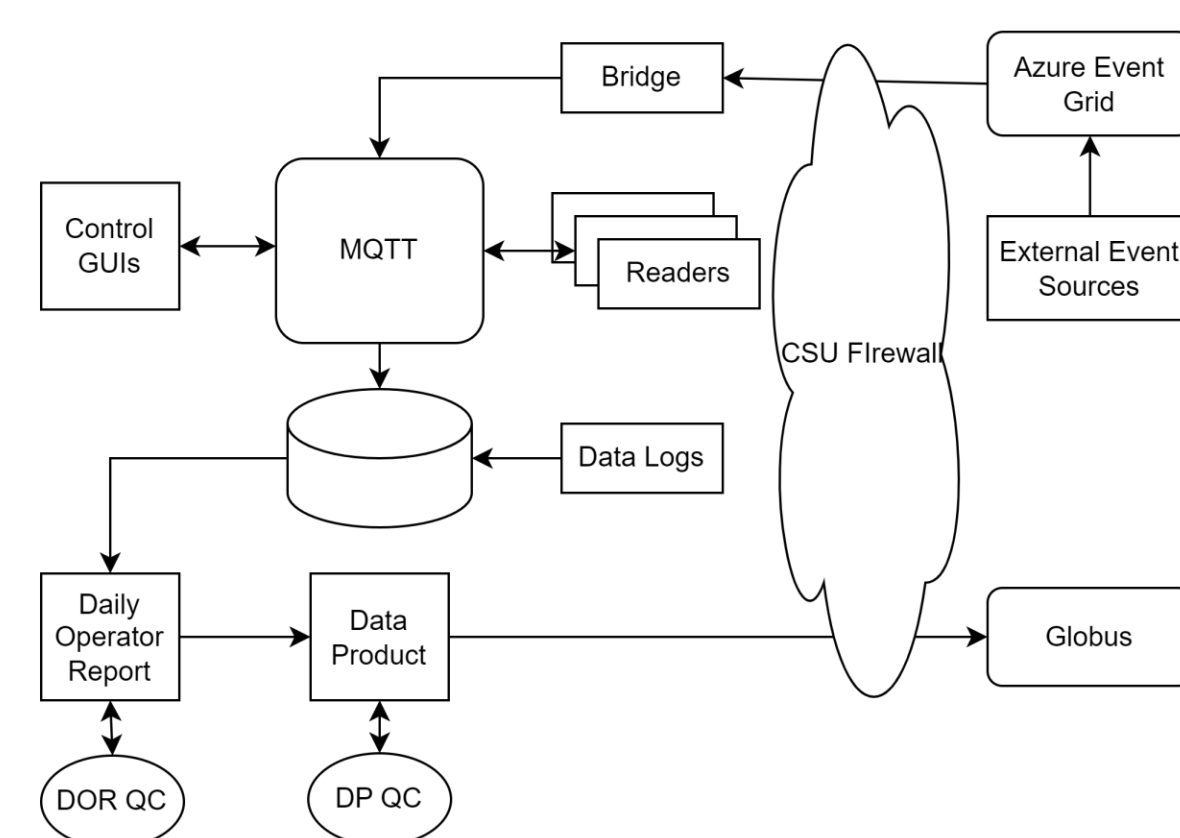 Bridge
Azure Event
Grid
Control
GUIs
MQTT
Readers
External Event
Sources
CSU FIrewall
Data Logs
Daily
Operator
Report
Data
Product
Globus
DOR QC
DP QC